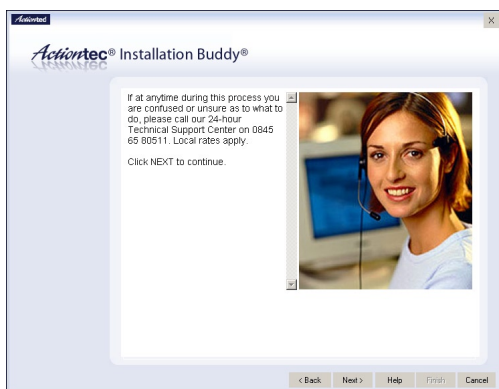 Actiontec
Actiontec® Installation Buddy®
If at anytime during this process you
are confused or unsure as to what to
do, please call our 24-hour
Technical Support Center on 0845
65 80511. Local rates apply.
Click NEXT to continue.
< Back Next > Help Finish Cancel